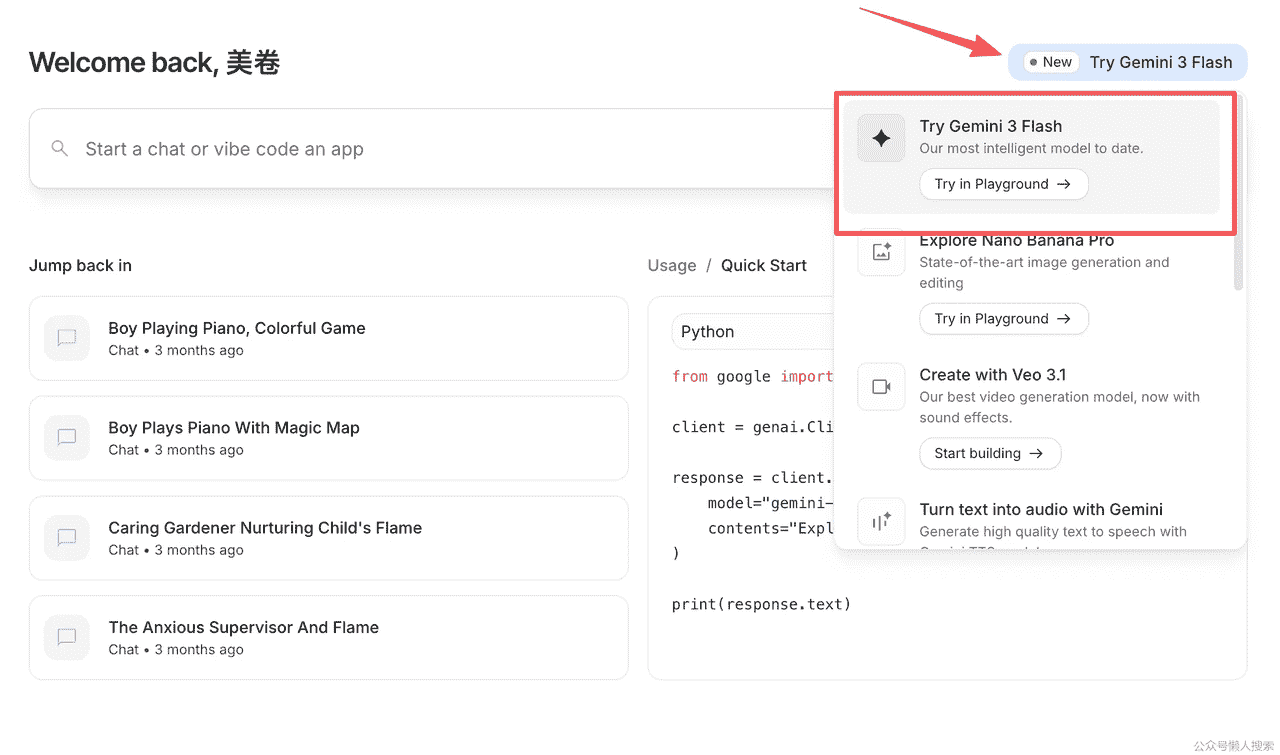 Welcome back, 美卷
New
Try Gemini 3 Flash
Start a chat or vibe code an app
Try Gemini 3 Flash
Our most intelligent model to date.
Try in Playground →
Explore Nano Banana Pro
State-of-the-art image generation and
editing
Try in Playground →
Create with Veo 3.1
Our best video generation model, now with
sound effects.
Start building →
Turn text into audio with Gemini
Generate high quality text to speech with
Jump back in
Boy Playing Piano, Colorful Game
Chat • 3 months ago
Boy Plays Piano With Magic Map
Chat • 3 months ago
Caring Gardener Nurturing Child's Flame
Chat • 3 months ago
The Anxious Supervisor And Flame
Chat • 3 months ago
Usage / Quick Start
Python
from google import
client = genai.Cli
response = client.
model="gemini-
contents="Expl
)
print(response.text)
公众号懒人搜索